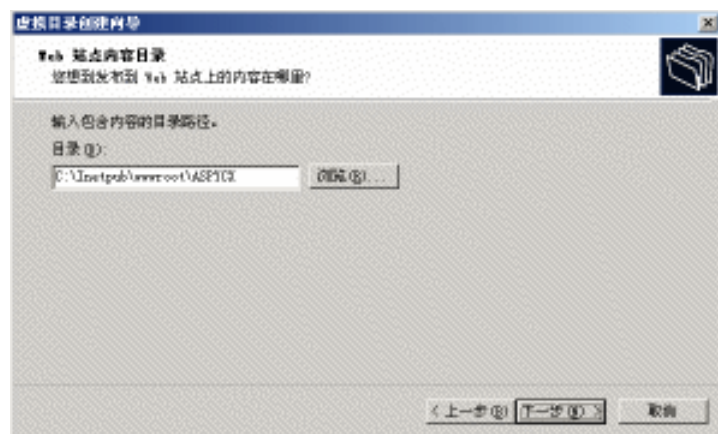 虚拟目录创建向导
Web 站点内容目录
您想到发布到 Web 站点上的内容在哪里?
输入包含内容的目录路径。
目录(D):
C:\Inetpub\wwwroot\ASPYCX 浏览(R)...
< 上一步(B) 下一步(N) > 取消